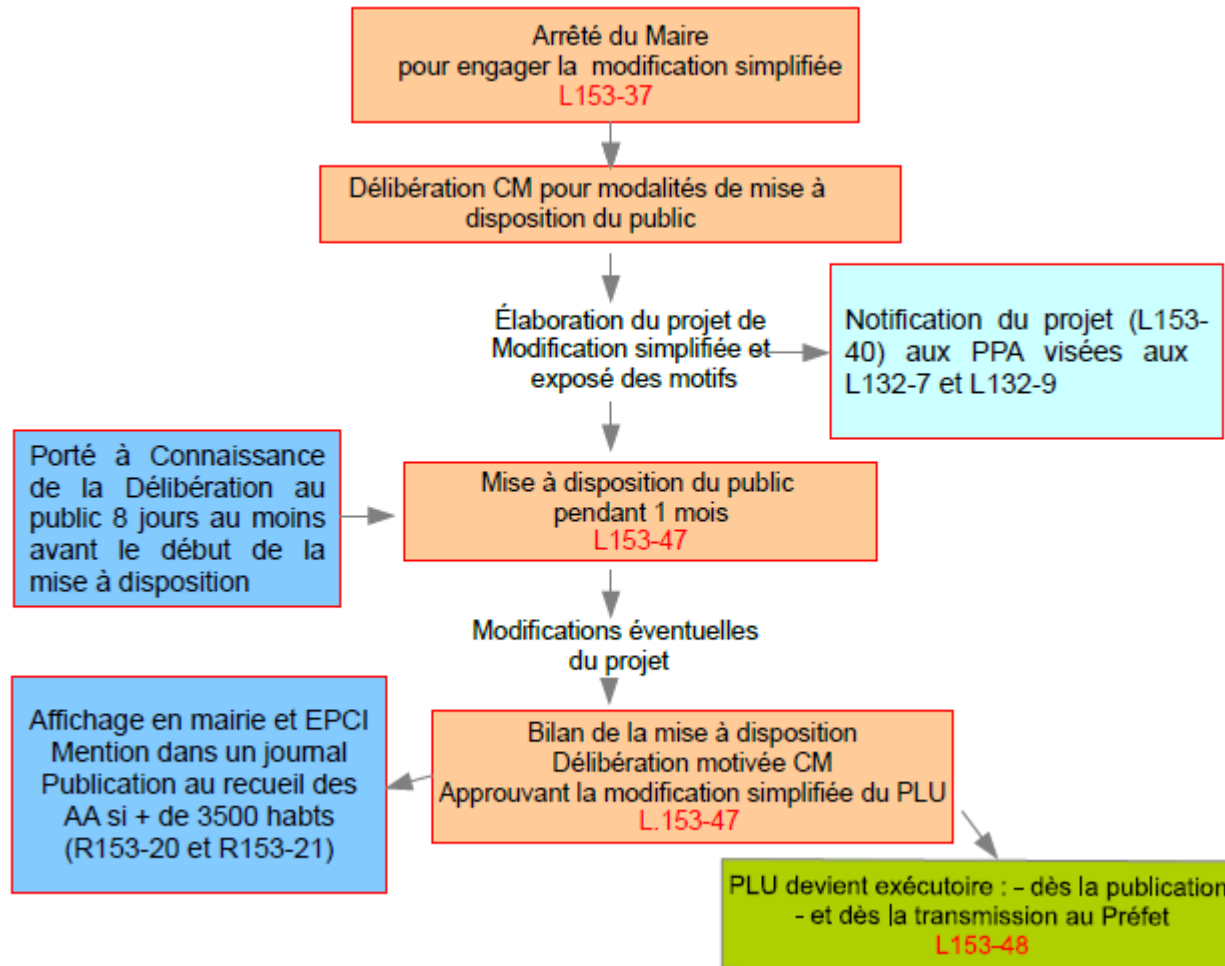 Arrêté du Maire
pour engager la modification simplifiée
L153-37
Délibération CM pour modalités de mise à
disposition du public
Élaboration du projet de
Modification simplifiée et
exposé des motifs
Notification du projet (L153-
40) aux PPA visées aux
L132-7 et L132-9
Porté à Connaissance
de la Délibération au
public 8 jours au moins
avant le début de la
mise à disposition
Mise à disposition du public
pendant 1 mois
L153-47
Modifications éventuelles
du projet
Affichage en mairie et EPCI
Mention dans un journal
Publication au recueil des
AA si + de 3500 habts
(R153-20 et R153-21)
Bilan de la mise à disposition
Délibération motivée CM
Approuvant la modification simplifiée du PLU
L.153-47
PLU devient exécutoire : – dès la publication
- et dès la transmission au Préfet
L153-48